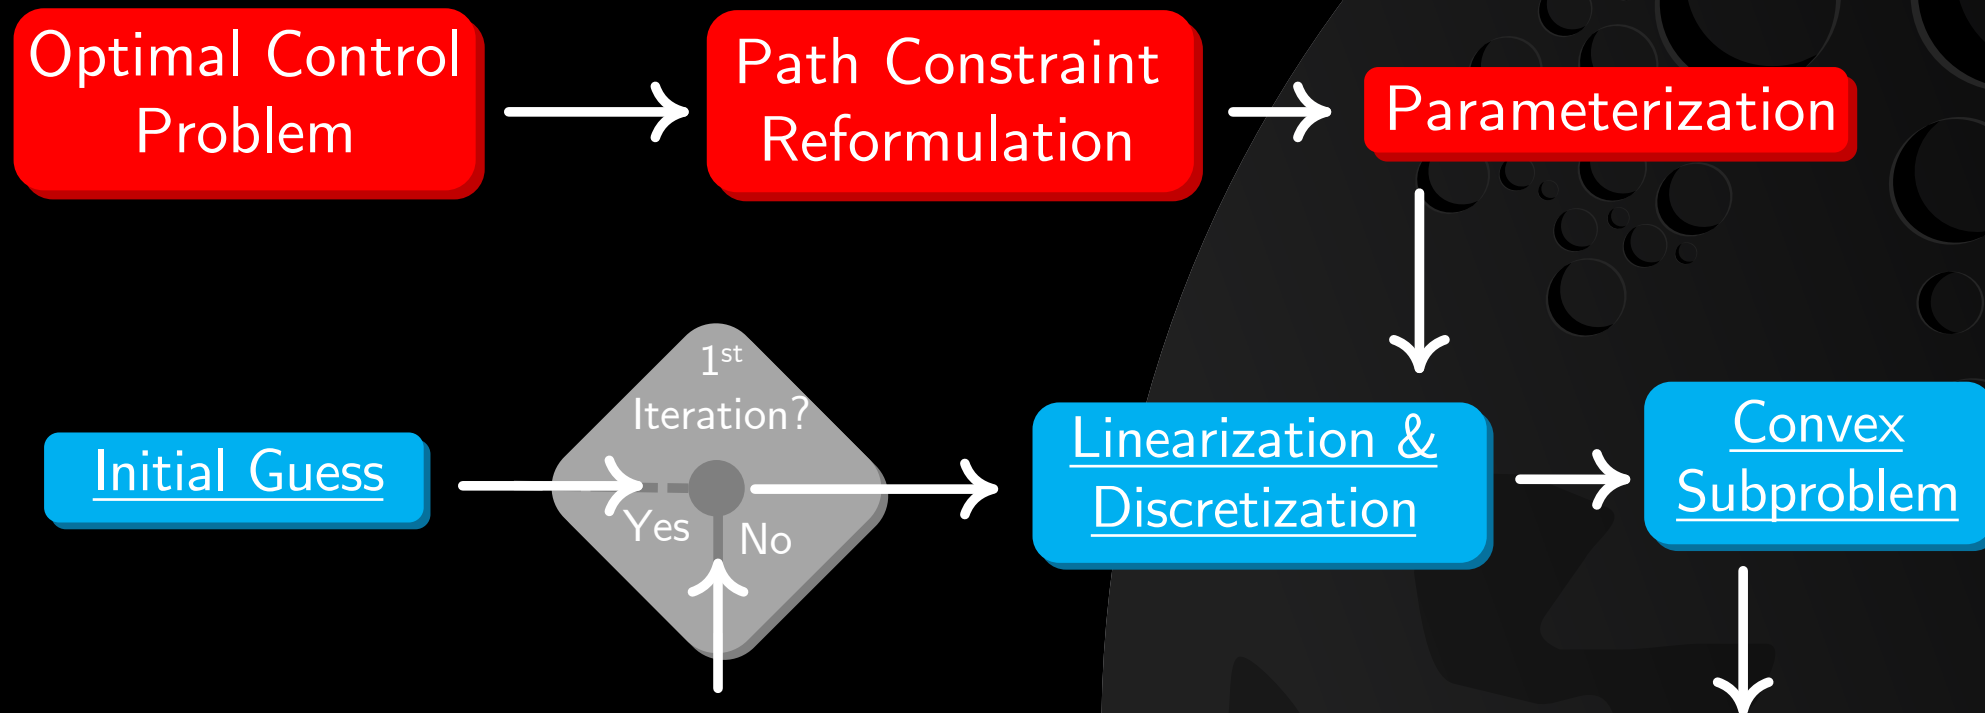 Optimal Control
Problem
Path Constraint
Reformulation
Parameterization
Initial Guess
1st
Iteration?
Yes
No
Linearization &
Discretization
Convex
Subproblem